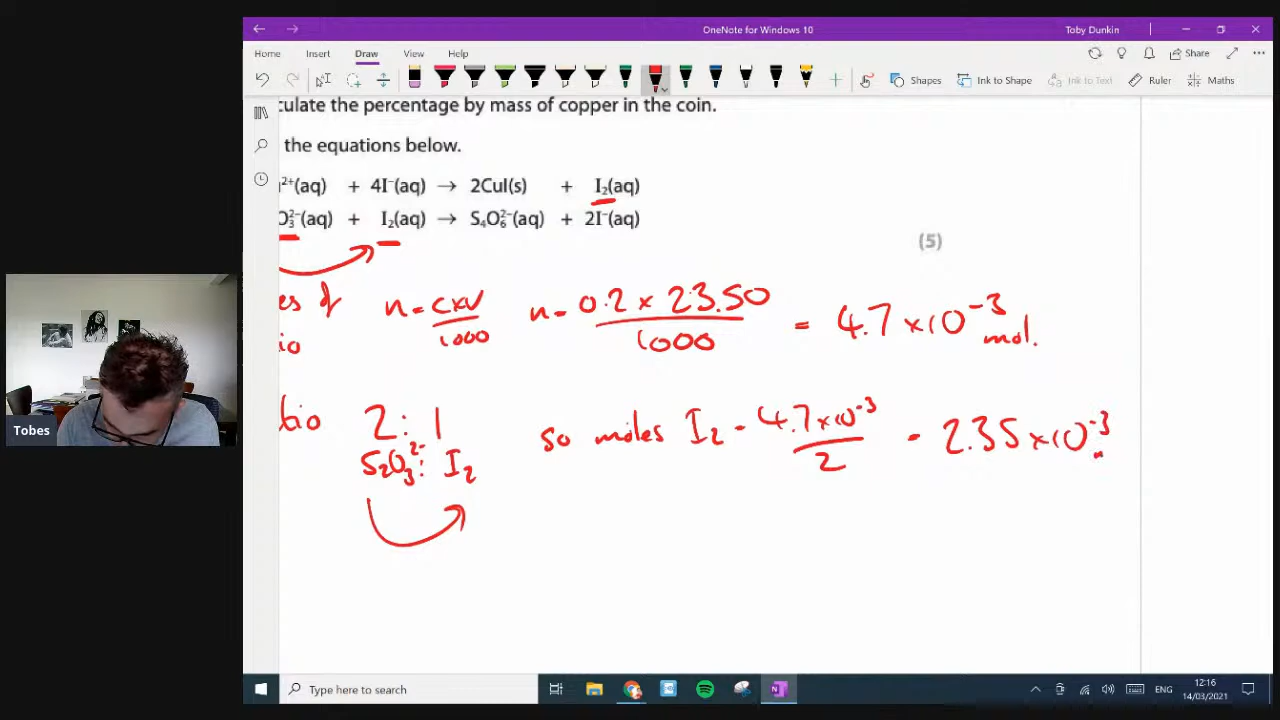 OneNote for Windows 10
Toby Dunkin
Home Insert Draw View Help
Share
Shapes Ink to Shape Ink to Text Ruler Maths
culate the percentage by mass of copper in the coin.
the equations below.
u²⁺(aq) + 4I⁻(aq) → 2CuI(s) + I₂(aq)
O₃²⁻(aq) + I₂(aq) → S₄O₆²⁻(aq) + 2I⁻(aq)
(5)
es of n = c×v/1000 n = 0.2 × 23.50/1000 = 4.7 × 10⁻³ mol.
io
tio 2 : 1 so moles I₂ = 4.7 × 10⁻³/2 = 2.35 × 10⁻³
S₂O₃²⁻ : I₂
Tobes
Type here to search
ENG
12:16
14/03/2021